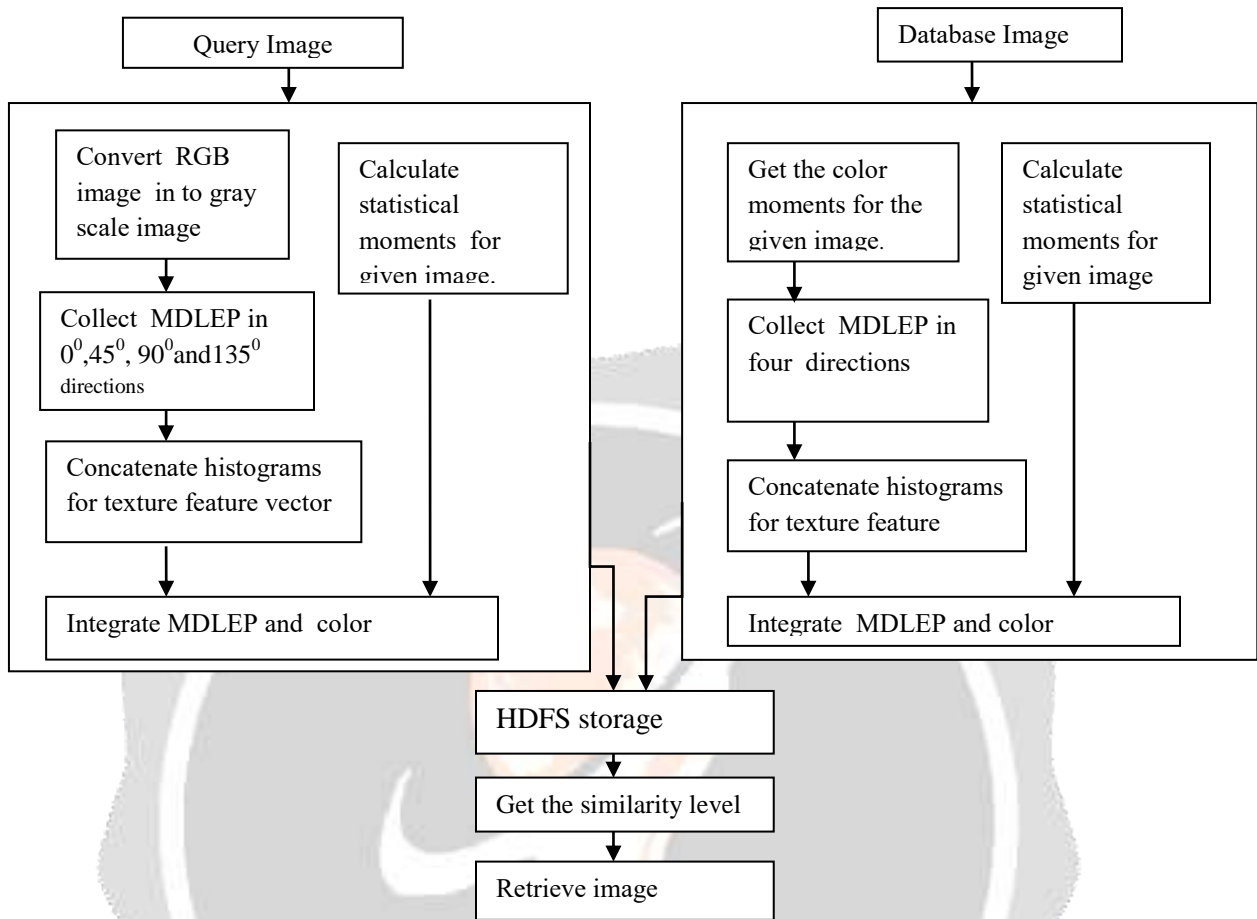 Query Image
Database Image
Convert RGB
image in to gray
scale image
Calculate
statistical
moments for
given image.
Collect MDLEP in
0⁰,45⁰, 90⁰and135⁰
directions
Concatenate histograms
for texture feature vector
Integrate MDLEP and color
Get the color
moments for the
given image.
Calculate
statistical
moments for
given image
Collect MDLEP in
four directions
Concatenate histograms
for texture feature
Integrate MDLEP and color
HDFS storage
Get the similarity level
Retrieve image